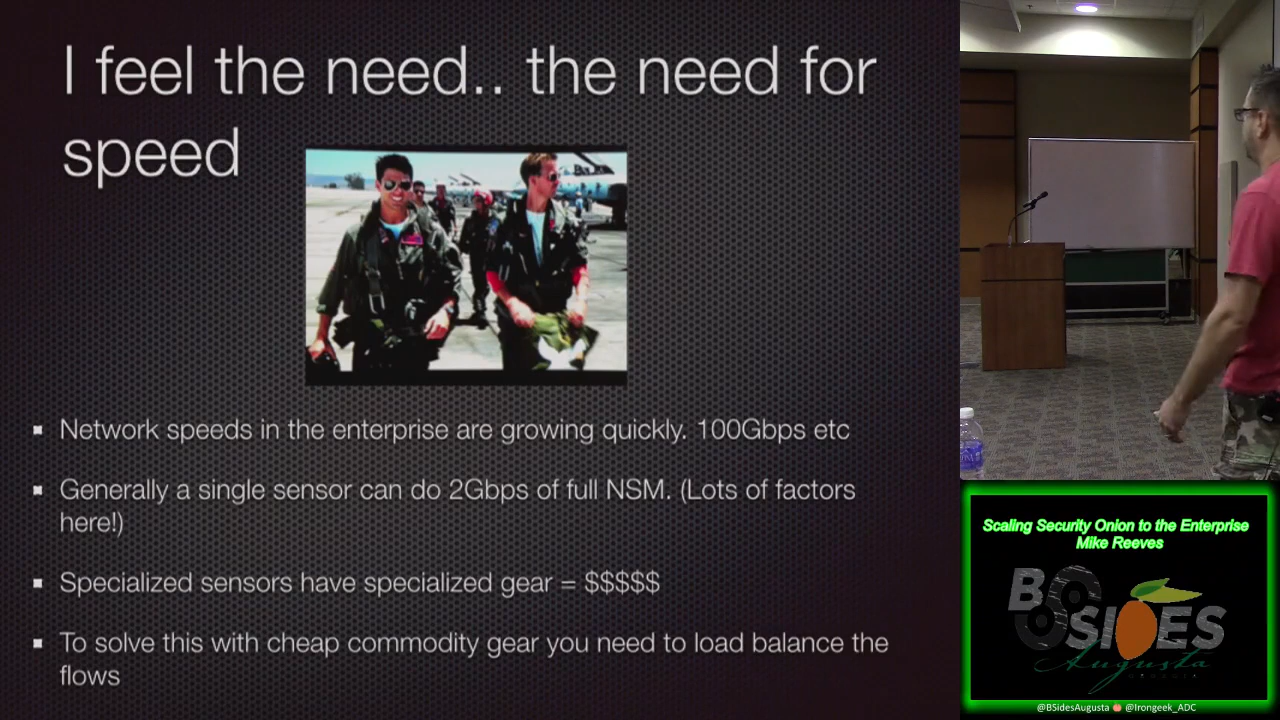 I feel the need.. the need for
speed
Network speeds in the enterprise are growing quickly. 100Gbps etc
Generally a single sensor can do 2Gbps of full NSM. (Lots of factors
here!)
Specialized sensors have specialized gear = $$$$$
To solve this with cheap commodity gear you need to load balance the
flows
Scaling Security Onion to the Enterprise
Mike Reeves
BSIDES
Augusta
@BSidesAugusta @Irongeek_ADC